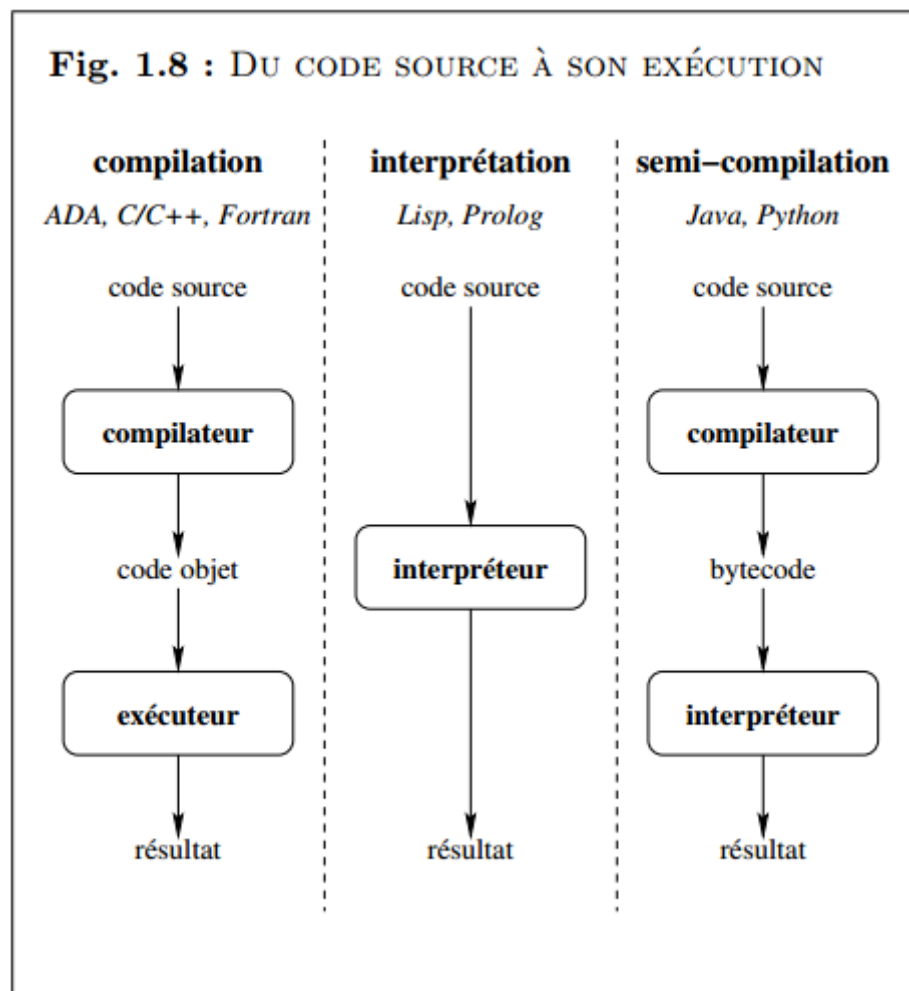 Fig. 1.8 : Du code source à son exécution
compilation
ADA, C/C++, Fortran
code source
compilateur
code objet
exécuteur
résultat
interprétation
Lisp, Prolog
code source
interpréteur
résultat
semi-compilation
Java, Python
code source
compilateur
bytecode
interpréteur
résultat